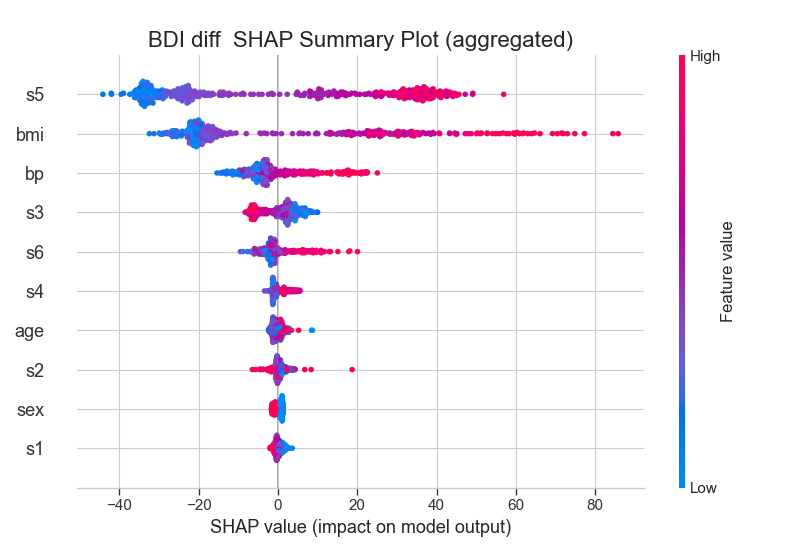 BDI diff  SHAP Summary Plot (aggregated)
High
s5
bmi
bp
s3
s6
s4
age
s2
sex
s1
Feature value
Low
−40 −20 0 20 40 60 80
SHAP value (impact on model output)